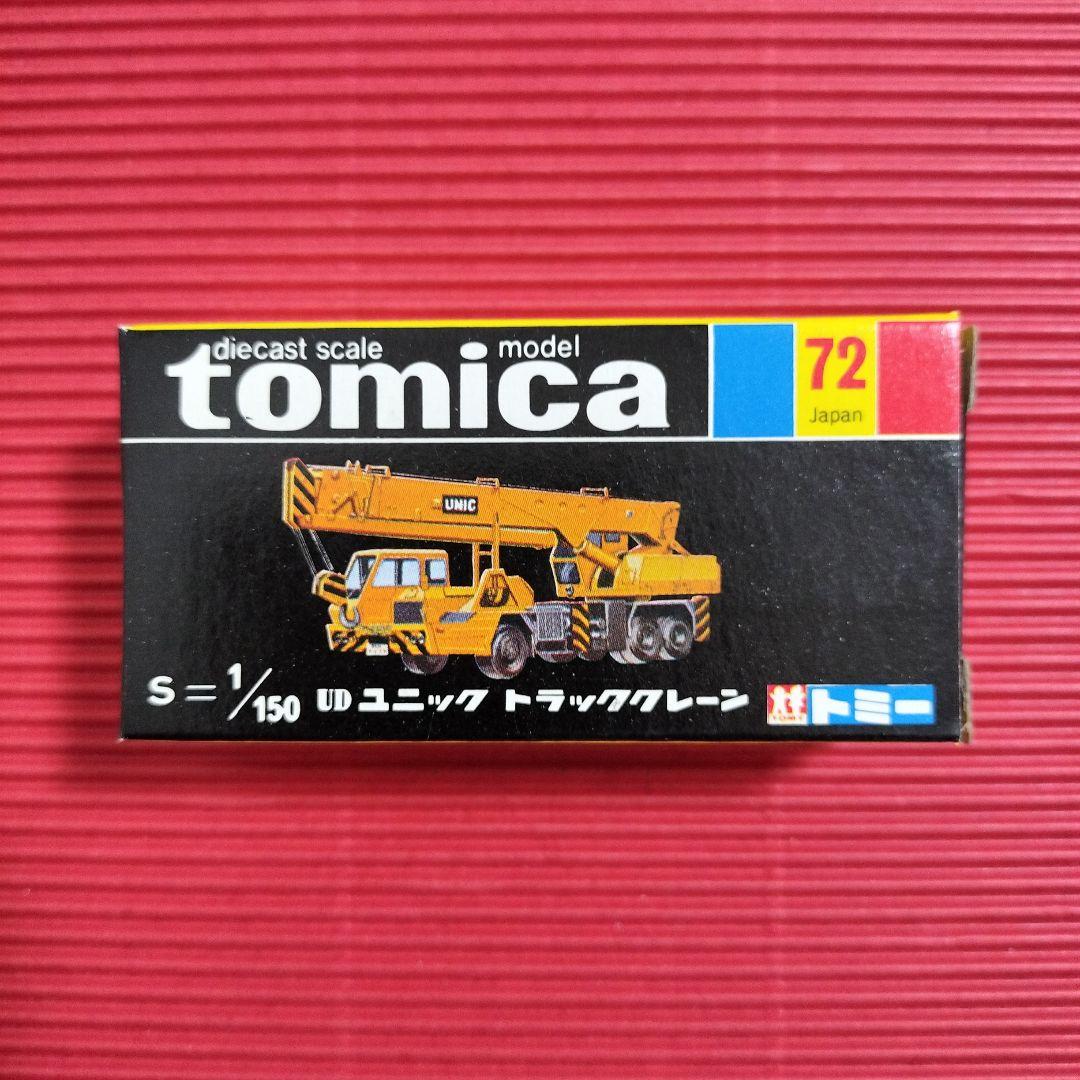 diecast scale model
tomica
72
Japan
UNIC
S = 1/150 UD ユニック トラッククレーン
TOMY トミー